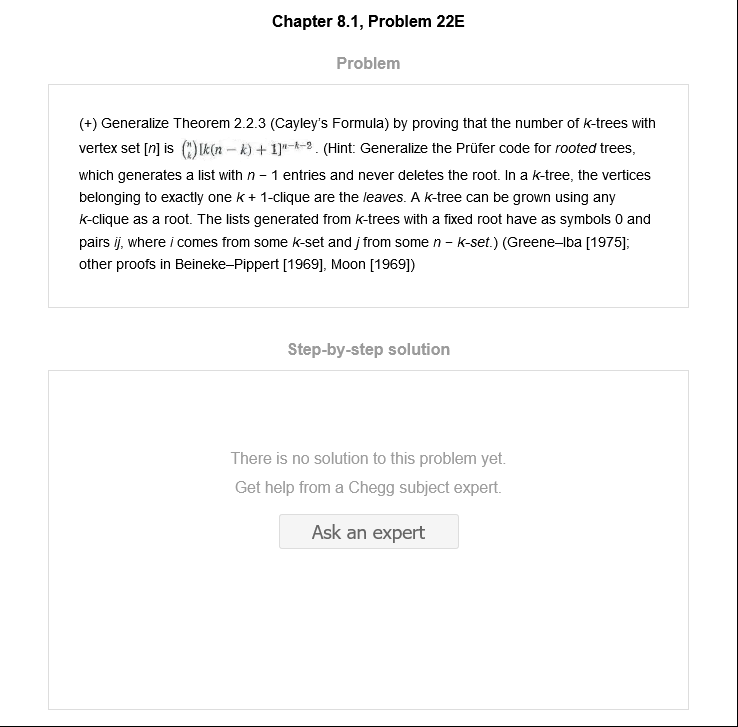 Chapter 8.1, Problem 22E
Problem
(+) Generalize Theorem 2.2.3 (Cayley's Formula) by proving that the number of k-trees with
vertex set [n] is $\binom{n}{k}[k(n-k)+1]^{n-k-2}$. (Hint: Generalize the Prüfer code for rooted trees,
which generates a list with n − 1 entries and never deletes the root. In a k-tree, the vertices
belonging to exactly one k + 1-clique are the leaves. A k-tree can be grown using any
k-clique as a root. The lists generated from k-trees with a fixed root have as symbols 0 and
pairs ij, where i comes from some k-set and j from some n − k-set.) (Greene–Iba [1975];
other proofs in Beineke–Pippert [1969], Moon [1969])
Step-by-step solution
There is no solution to this problem yet.
Get help from a Chegg subject expert.
Ask an expert